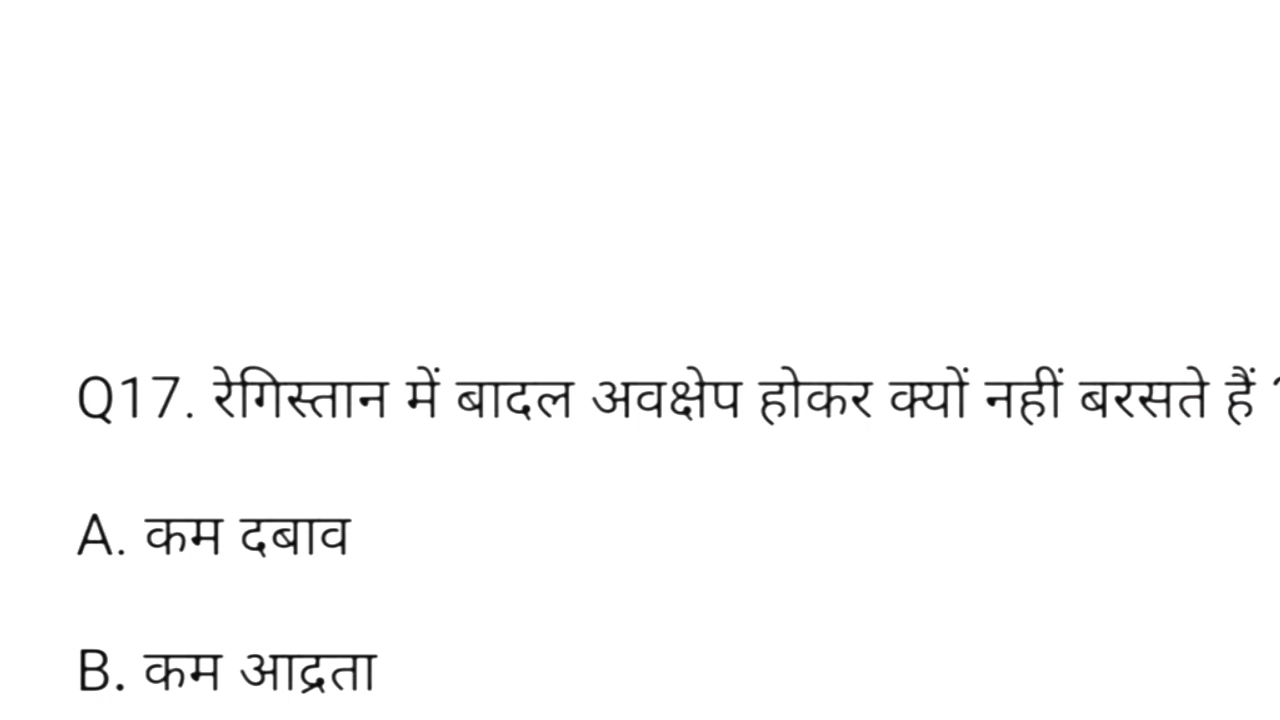 Q17. रेगिस्तान में बादल अवक्षेप होकर क्यों नहीं बरसते हैं
A. कम दबाव
B. कम आद्रता